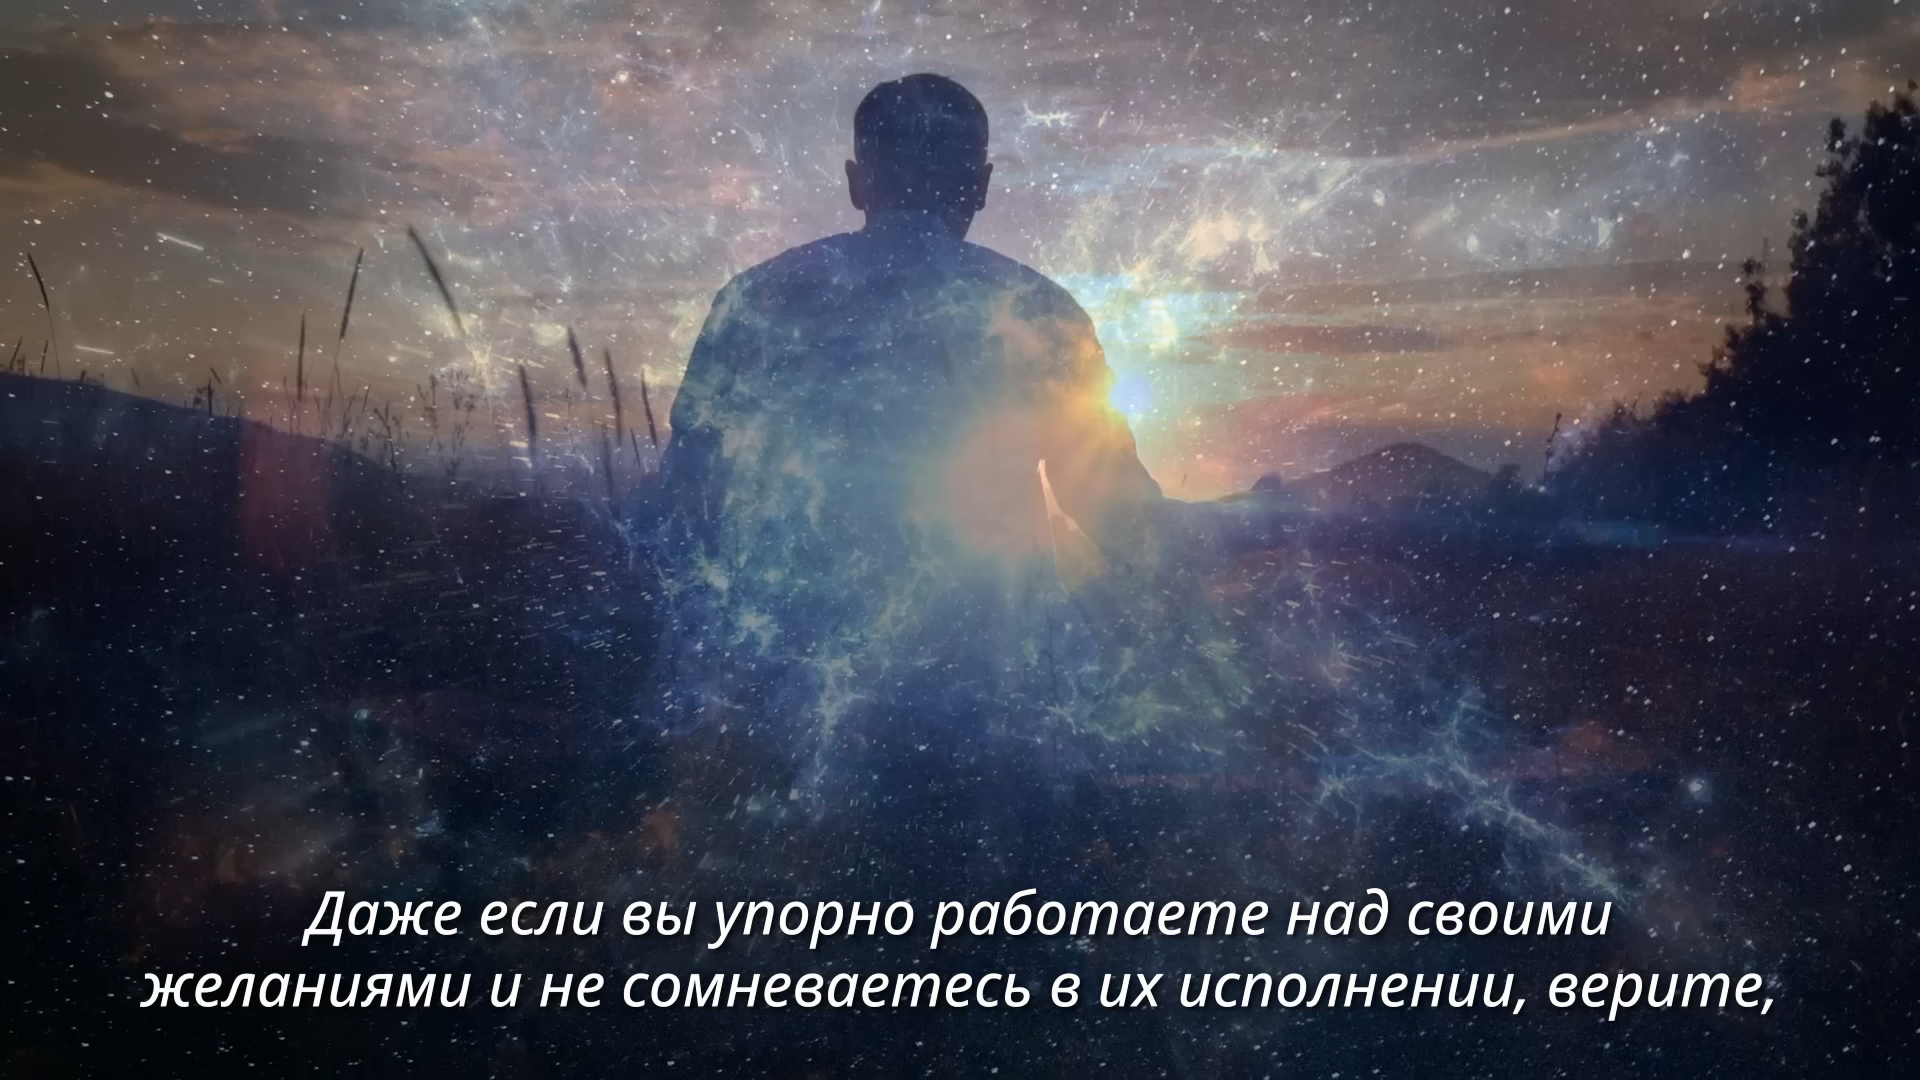 Даже если вы упорно работаете над своими
желаниями и не сомневаетесь в их исполнении, верите,